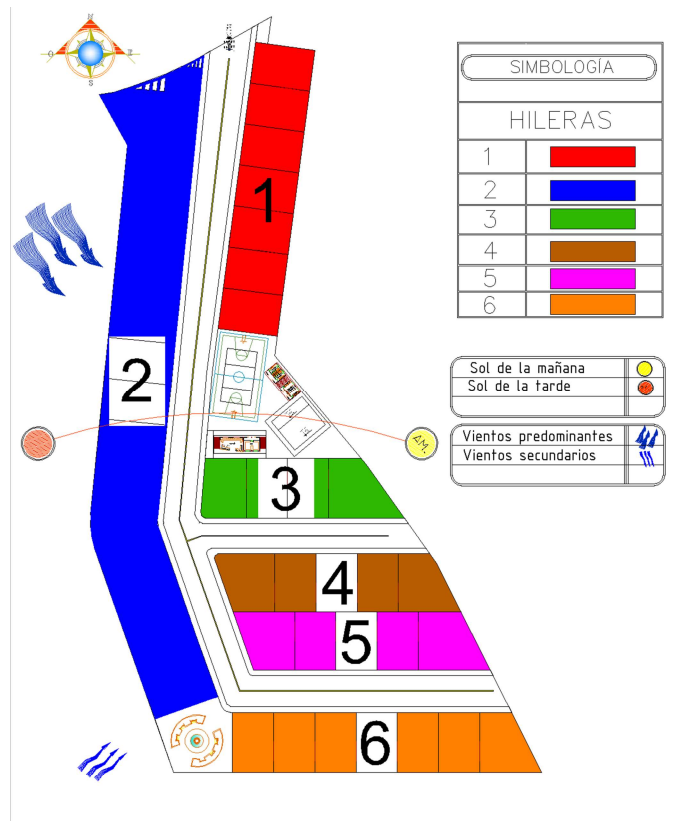 N
O
E
S
SIMBOLOGÍA
HILERAS
1
2
3
4
5
6
Sol de la mañana
Sol de la tarde
Vientos predominantes
Vientos secundarios
1
2
AM.
3
4
5
6